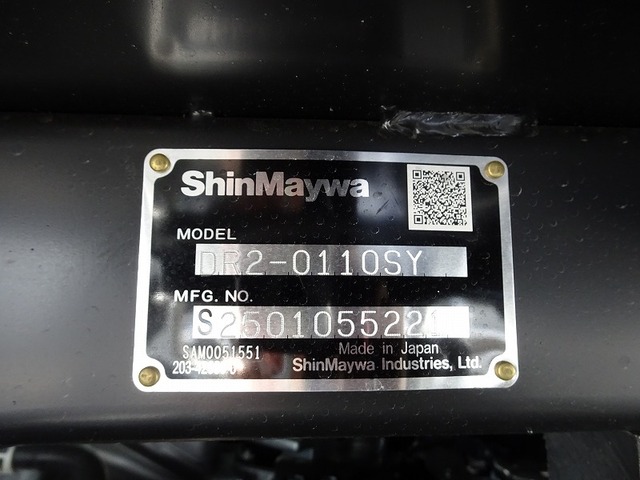 ShinMaywa
MODEL
DR2-0110SY
MFG. NO.
SAM0051551
Made in Japan
ShinMaywa Industries, Ltd.